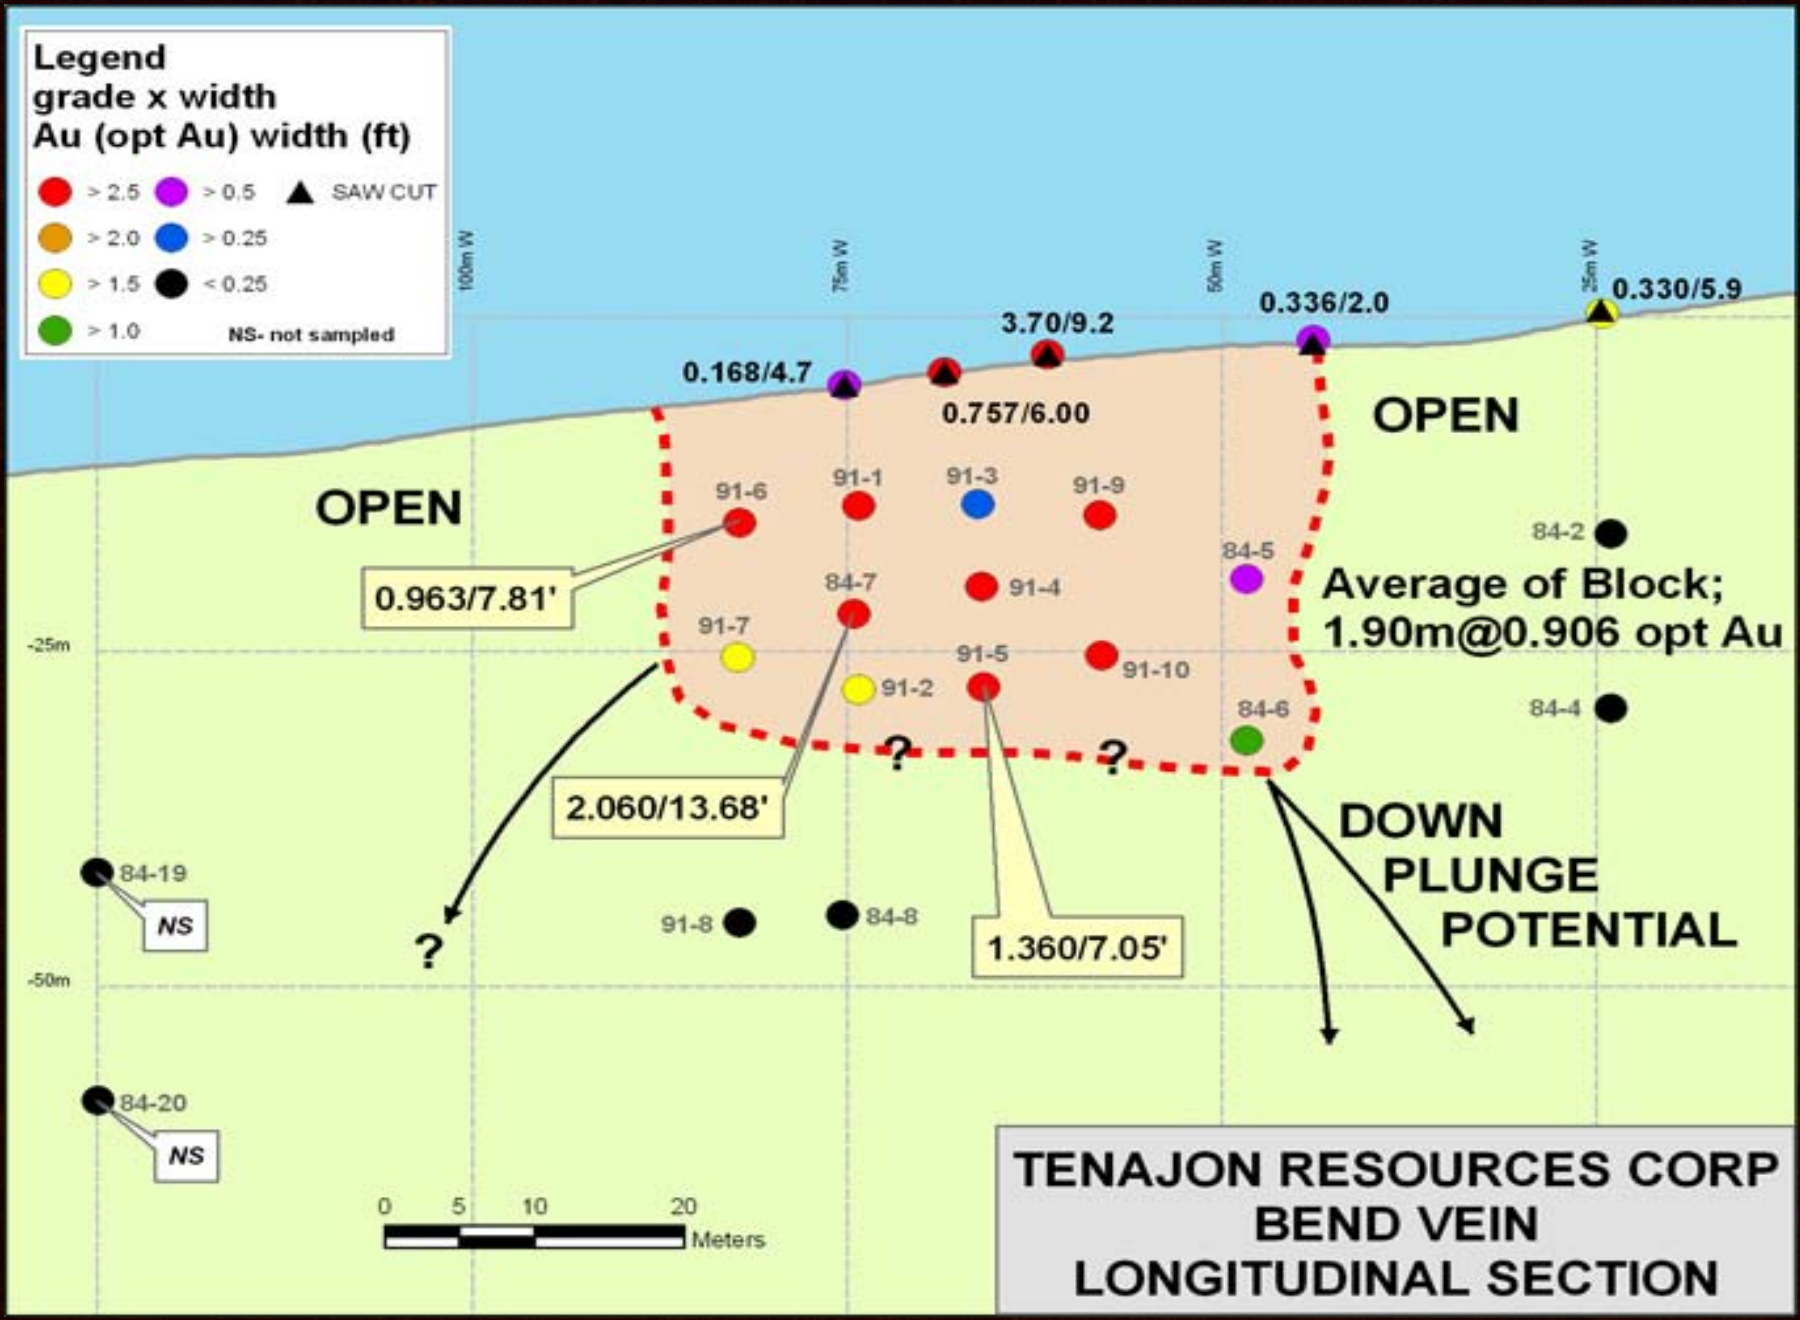 Legend
grade x width
Au (opt Au) width (ft)
> 2.5 > 0.5 SAW CUT
> 2.0 > 0.25
> 1.5 < 0.25
> 1.0 NS- not sampled
100m W
75m W
50m W
25m W
0.168/4.7
3.70/9.2
0.757/6.00
0.336/2.0
0.330/5.9
OPEN
OPEN
91-6
91-1
91-3
91-9
84-5
84-2
0.963/7.81'
84-7
91-4
Average of Block;
1.90m@0.906 opt Au
-25m
91-7
91-2
91-5
91-10
84-6
84-4
?
?
2.060/13.68'
DOWN
PLUNGE
POTENTIAL
84-19
NS
?
91-8
84-8
1.360/7.05'
-50m
84-20
NS
0 5 10 20
Meters
TENAJON RESOURCES CORP
BEND VEIN
LONGITUDINAL SECTION